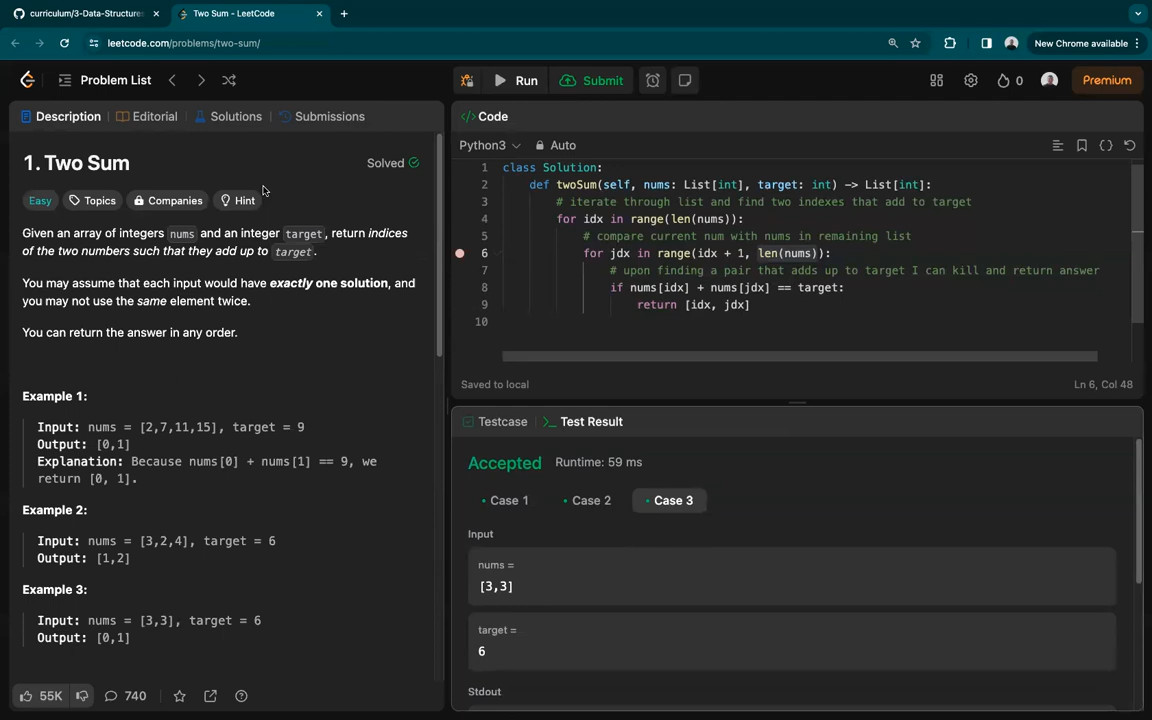 curriculum/3-Data-Structures
Two Sum - LeetCode
leetcode.com/problems/two-sum/
New Chrome available
Problem List
Run
Submit
0
Premium
Description
Editorial
Solutions
Submissions
1. Two Sum
Solved
Easy
Topics
Companies
Hint
Given an array of integers nums and an integer target, return indices
of the two numbers such that they add up to target.
You may assume that each input would have exactly one solution, and
you may not use the same element twice.
You can return the answer in any order.
Example 1:
Input: nums = [2,7,11,15], target = 9
Output: [0,1]
Explanation: Because nums[0] + nums[1] == 9, we
return [0, 1].
Example 2:
Input: nums = [3,2,4], target = 6
Output: [1,2]
Example 3:
Input: nums = [3,3], target = 6
Output: [0,1]
55K
740
</> Code
Python3
Auto
1 class Solution:
2 def twoSum(self, nums: List[int], target: int) -> List[int]:
3 # iterate through list and find two indexes that add to target
4 for idx in range(len(nums)):
5 # compare current num with nums in remaining list
6 for jdx in range(idx + 1, len(nums)):
7 # upon finding a pair that adds up to target I can kill and return answer
8 if nums[idx] + nums[jdx] == target:
9 return [idx, jdx]
10
Saved to local
Ln 6, Col 48
Testcase
Test Result
Accepted
Runtime: 59 ms
Case 1
Case 2
Case 3
Input
nums =
[3,3]
target =
6
Stdout